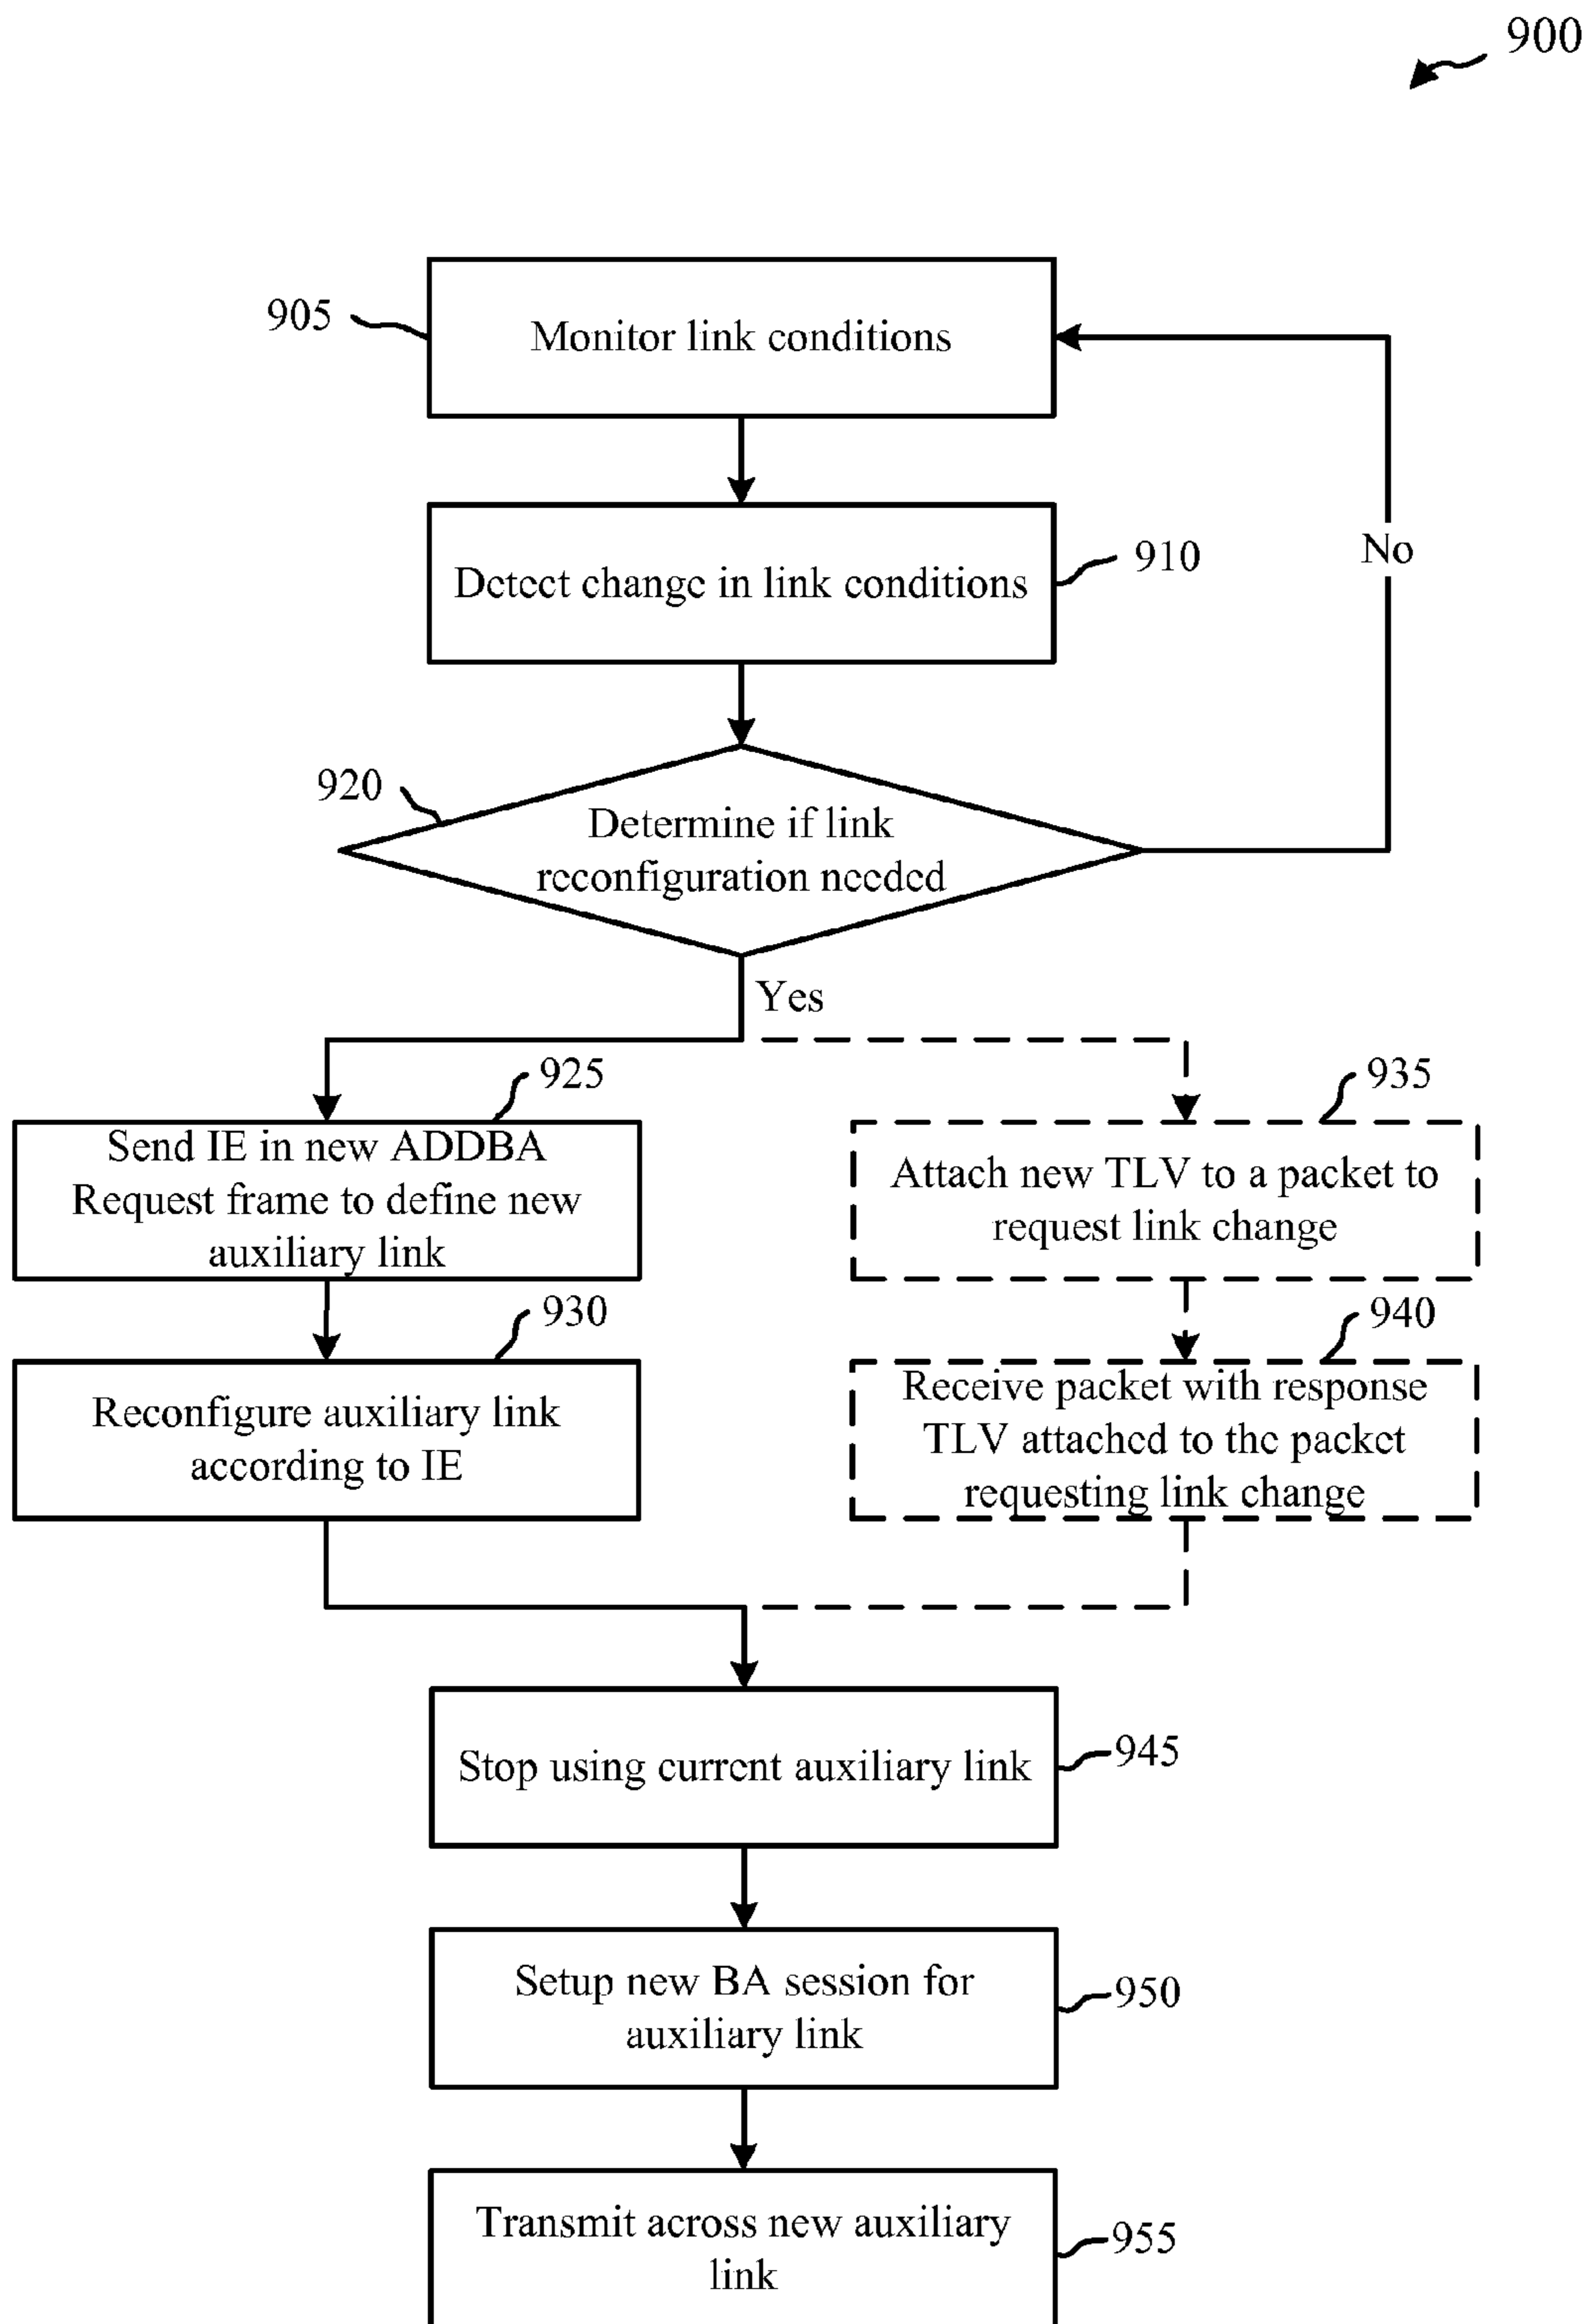 900
905
Monitor link conditions
Detect change in link conditions
910
No
920
Determine if link
reconfiguration needed
Yes
925
Send IE in new ADDBA
Request frame to define new
auxiliary link
935
Attach new TLV to a packet to
request link change
930
Reconfigure auxiliary link
according to IE
940
Receive packet with response
TLV attached to the packet
requesting link change
Stop using current auxiliary link
945
Setup new BA session for
auxiliary link
950
Transmit across new auxiliary
link
955